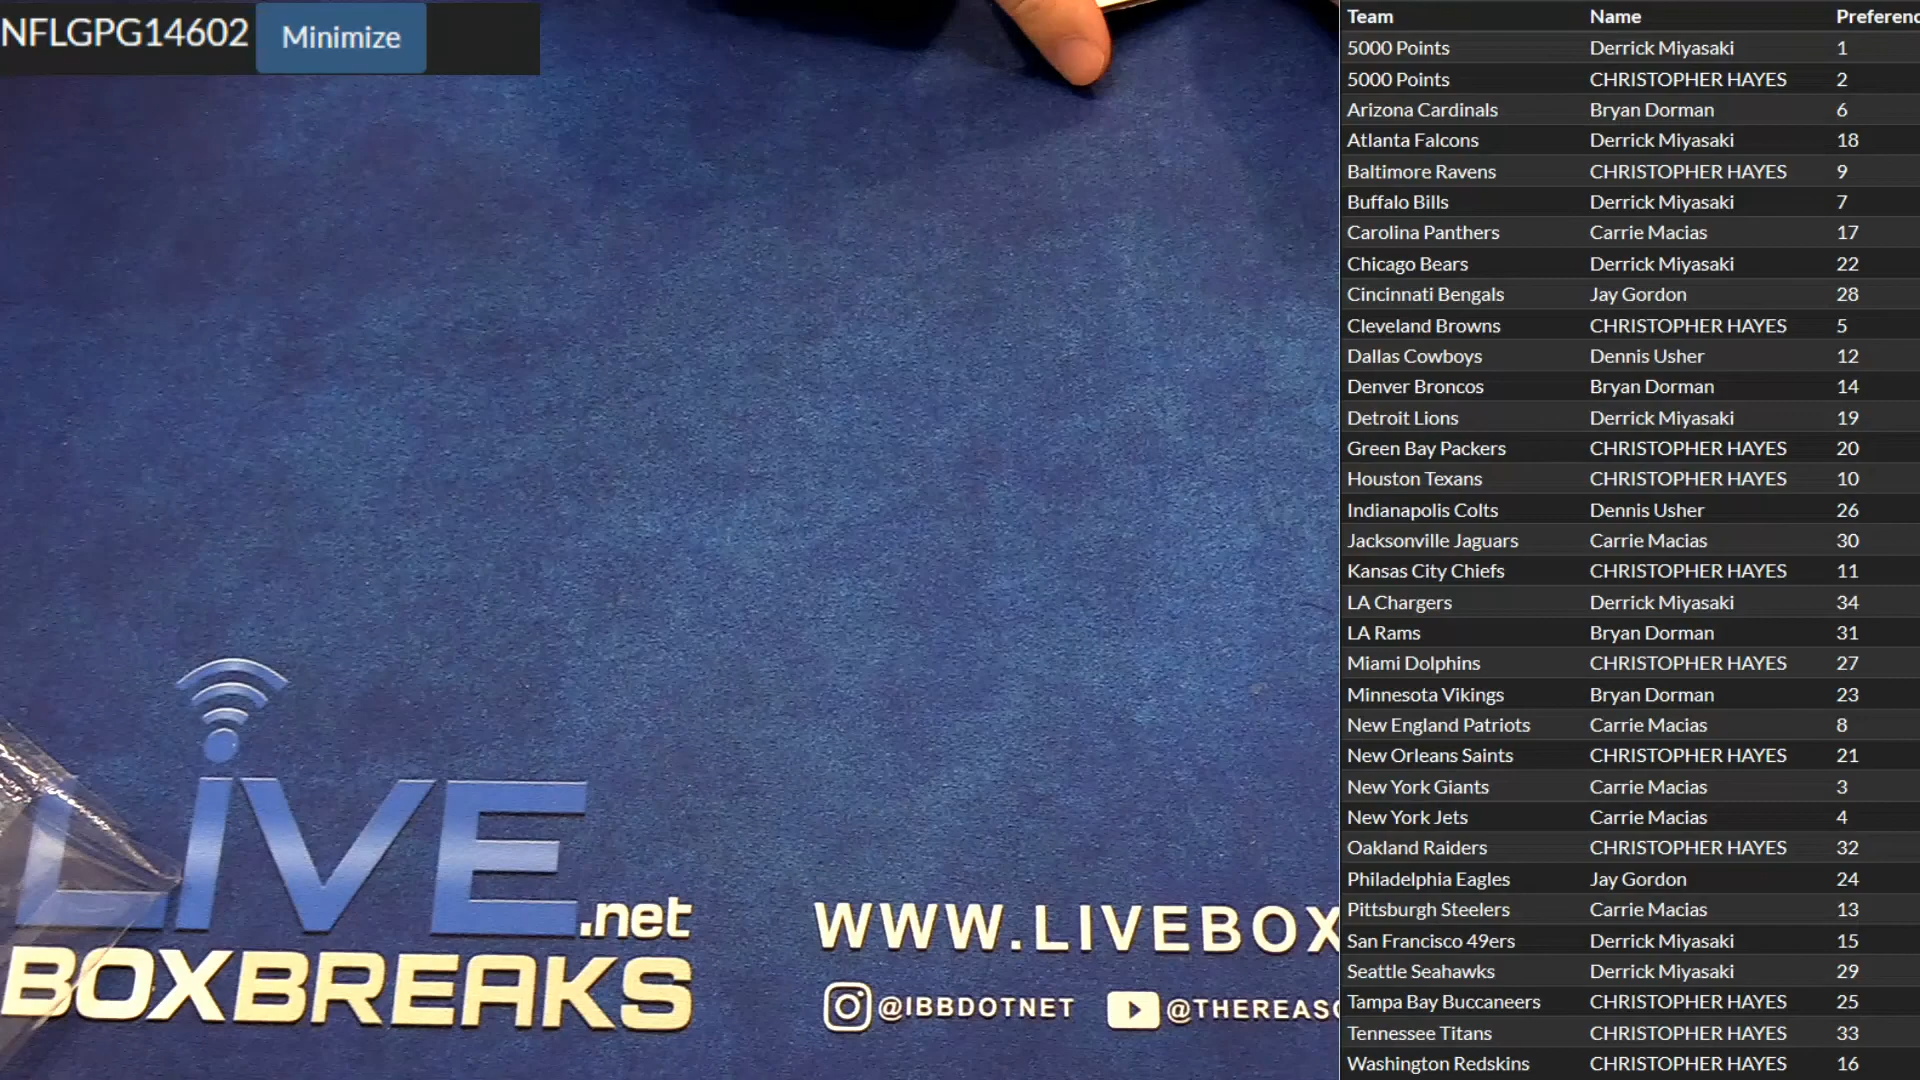 NFLGPG14602 Minimize
LIVE.net
BOXBREAKS
WWW.LIVEBOX
@IBBDOTNET @THEREASO
Team Name Preferenc
5000 Points Derrick Miyasaki 1
5000 Points CHRISTOPHER HAYES 2
Arizona Cardinals Bryan Dorman 6
Atlanta Falcons Derrick Miyasaki 18
Baltimore Ravens CHRISTOPHER HAYES 9
Buffalo Bills Derrick Miyasaki 7
Carolina Panthers Carrie Macias 17
Chicago Bears Derrick Miyasaki 22
Cincinnati Bengals Jay Gordon 28
Cleveland Browns CHRISTOPHER HAYES 5
Dallas Cowboys Dennis Usher 12
Denver Broncos Bryan Dorman 14
Detroit Lions Derrick Miyasaki 19
Green Bay Packers CHRISTOPHER HAYES 20
Houston Texans CHRISTOPHER HAYES 10
Indianapolis Colts Dennis Usher 26
Jacksonville Jaguars Carrie Macias 30
Kansas City Chiefs CHRISTOPHER HAYES 11
LA Chargers Derrick Miyasaki 34
LA Rams Bryan Dorman 31
Miami Dolphins CHRISTOPHER HAYES 27
Minnesota Vikings Bryan Dorman 23
New England Patriots Carrie Macias 8
New Orleans Saints CHRISTOPHER HAYES 21
New York Giants Carrie Macias 3
New York Jets Carrie Macias 4
Oakland Raiders CHRISTOPHER HAYES 32
Philadelphia Eagles Jay Gordon 24
Pittsburgh Steelers Carrie Macias 13
San Francisco 49ers Derrick Miyasaki 15
Seattle Seahawks Derrick Miyasaki 29
Tampa Bay Buccaneers CHRISTOPHER HAYES 25
Tennessee Titans CHRISTOPHER HAYES 33
Washington Redskins CHRISTOPHER HAYES 16